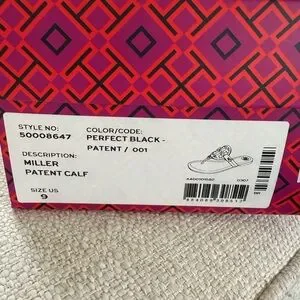 STYLE NO:
50008647
COLOR/CODE:
PERFECT BLACK -
PATENT / 001
DESCRIPTION:
MILLER
PATENT CALF
SIZE US
9